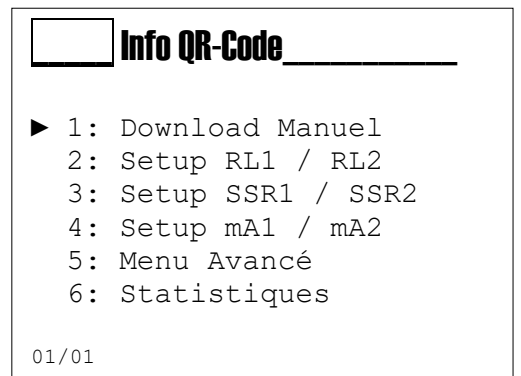 Info QR-Code
► 1: Download Manuel
2: Setup RL1 / RL2
3: Setup SSR1 / SSR2
4: Setup mA1 / mA2
5: Menu Avancé
6: Statistiques
01/01